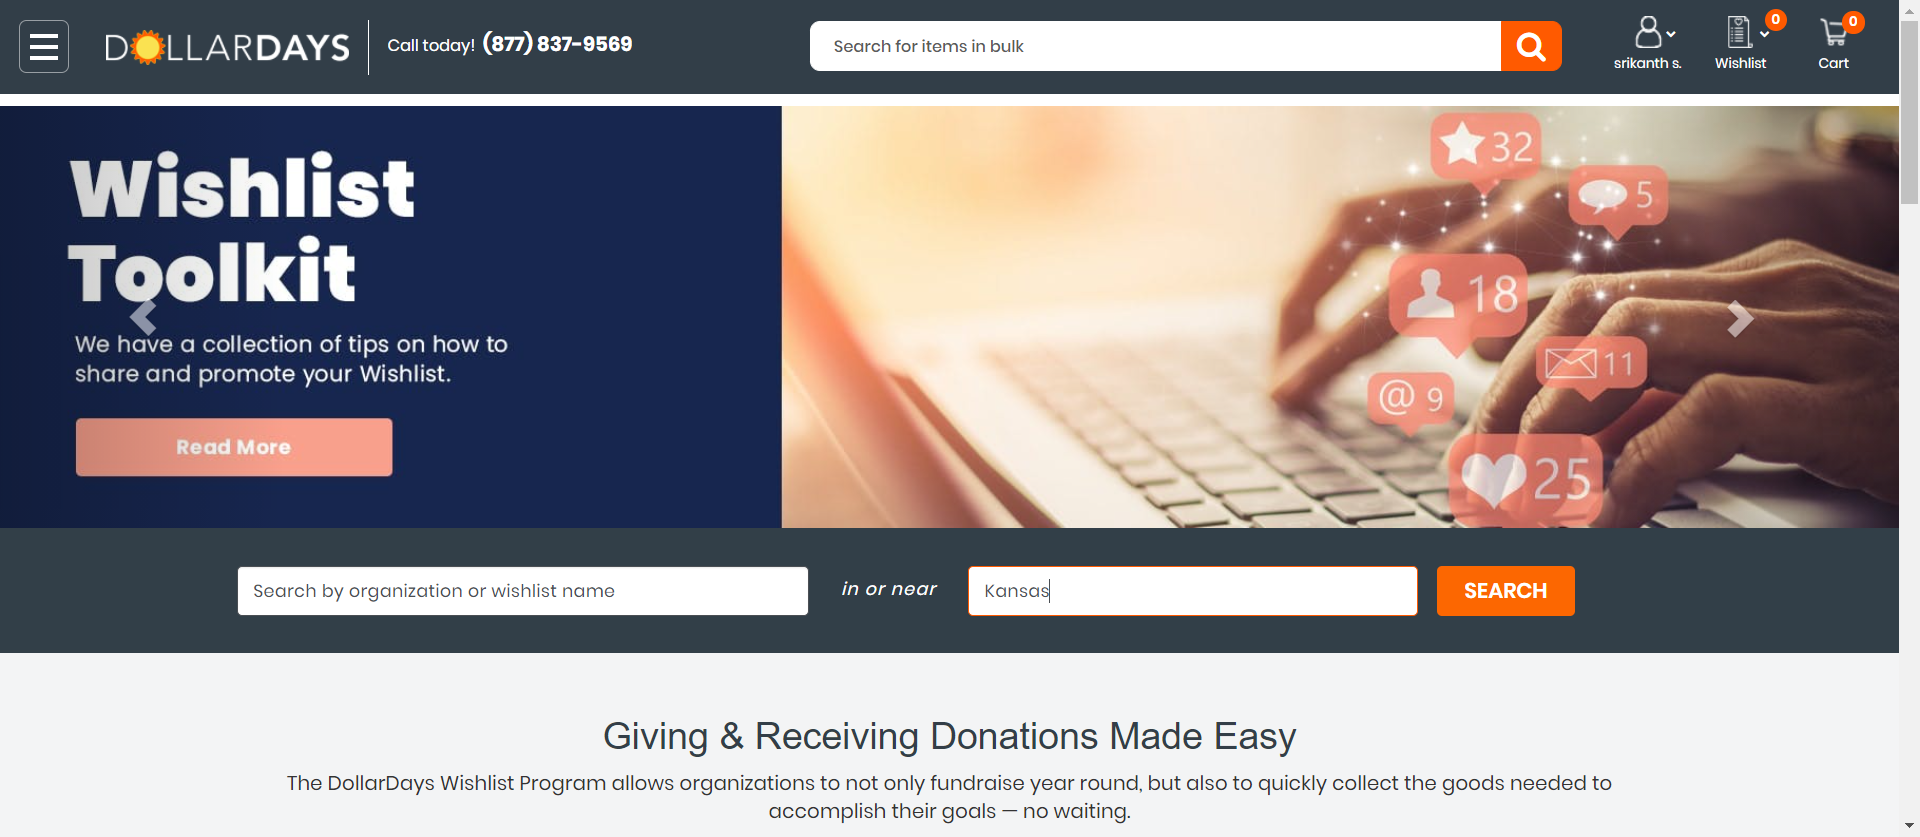 DOLLARDAYS
Call today! (877) 837-9569
Search for items in bulk
srikanth s.
0
Wishlist
0
Cart
Wishlist
Toolkit
We have a collection of tips on how to
share and promote your Wishlist.
Read More
32
5
18
11
@ 9
25
Search by organization or wishlist name
in or near
Kansas
SEARCH
Giving & Receiving Donations Made Easy
The DollarDays Wishlist Program allows organizations to not only fundraise year round, but also to quickly collect the goods needed to
accomplish their goals — no waiting.